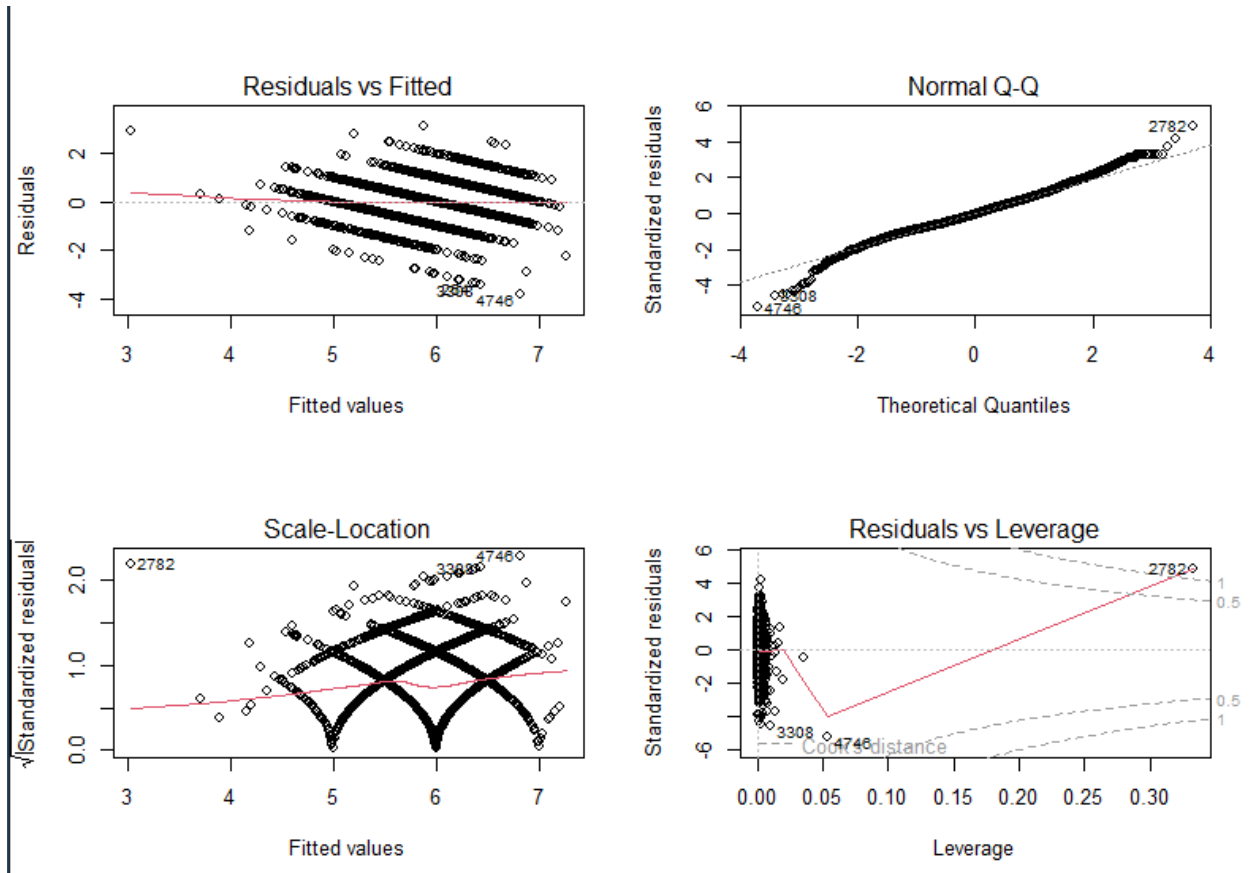 Residuals vs Fitted
Residuals
2
0
-2
-4
3308
4746
3 4 5 6 7
Fitted values
Normal Q-Q
Standardized residuals
6
4
2
0
-2
-4
2782
3308
4746
-4 -2 0 2 4
Theoretical Quantiles
Scale-Location
√|Standardized residuals|
2.0
1.0
0.0
2782
4746
3308
3 4 5 6 7
Fitted values
Residuals vs Leverage
Standardized residuals
6
4
2
0
-2
-4
-6
2782
1
0.5
0.5
1
3308
4746
Cook's distance
0.00 0.05 0.10 0.15 0.20 0.25 0.30
Leverage